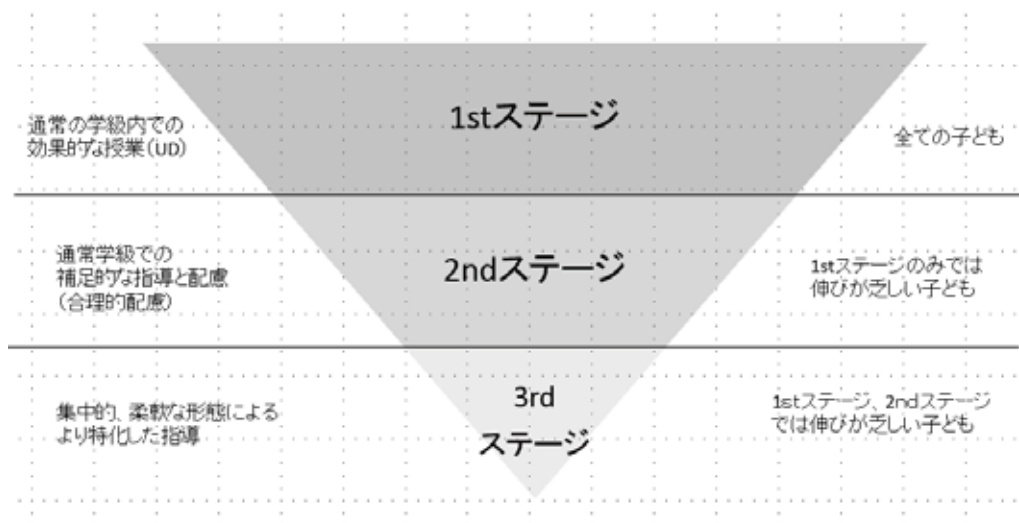 1stステージ
通常の学級内での
効果的な授業(UD)
全ての子ども
2ndステージ
通常学級での
補足的な指導と配慮
(合理的配慮)
1stステージのみでは
伸びが乏しい子ども
3rd
ステージ
集中的、柔軟な形態による
より特化した指導
1stステージ、2ndステージ
では伸びが乏しい子ども